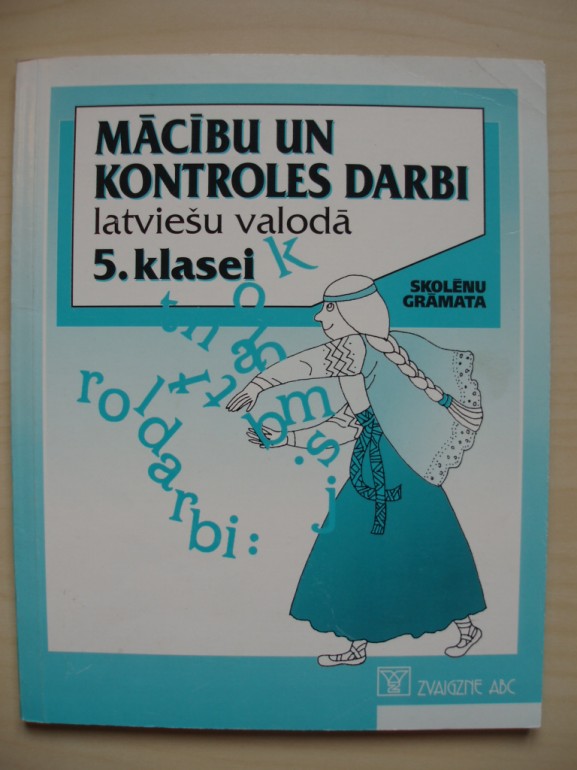 MĀCĪBU UN
KONTROLES DARBI
latviešu valodā
5. klasei
SKOLĒNU
GRĀMATA
roldarbi:
ZVAIGZNE ABC